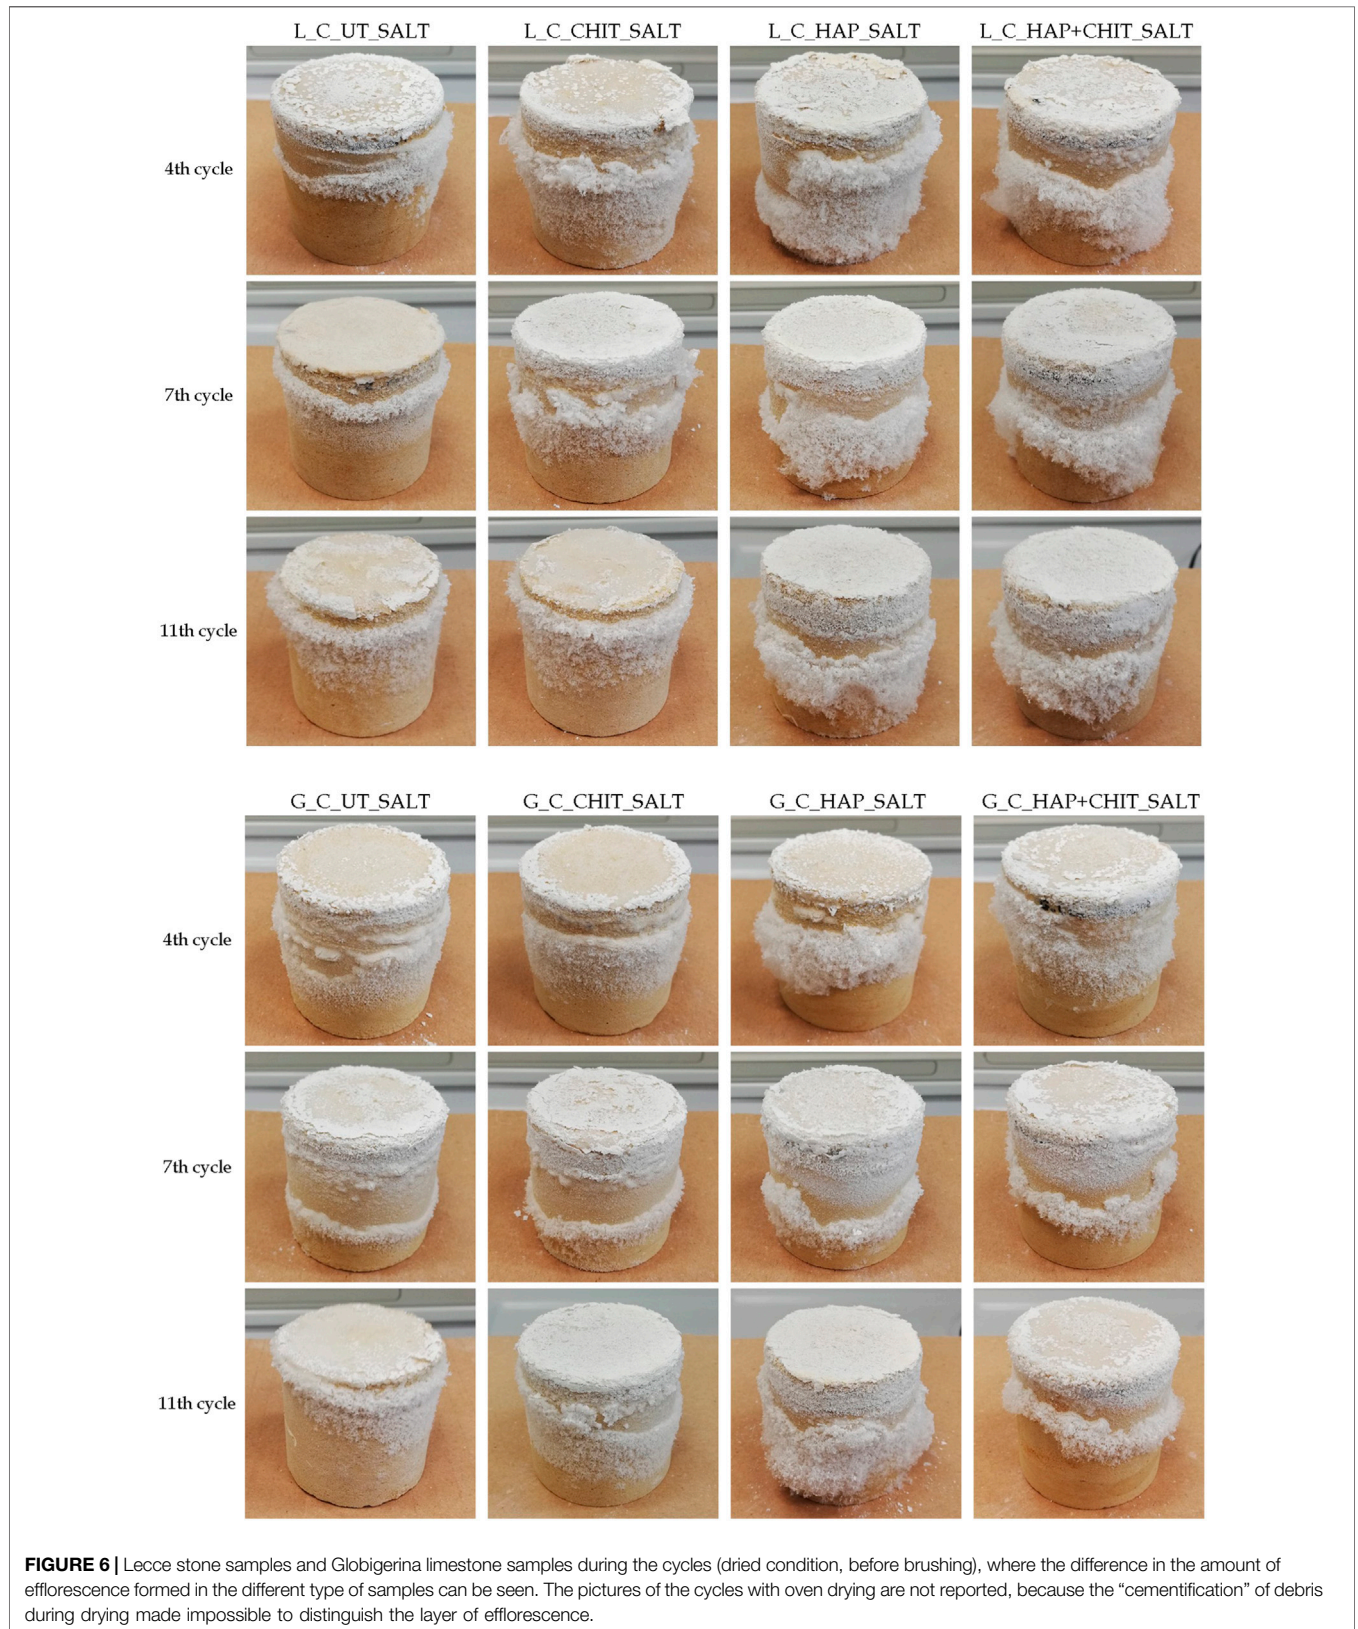 L_C_UT_SALT L_C_CHIT_SALT L_C_HAP_SALT L_C_HAP+CHIT_SALT
4th cycle
7th cycle
11th cycle
G_C_UT_SALT G_C_CHIT_SALT G_C_HAP_SALT G_C_HAP+CHIT_SALT
4th cycle
7th cycle
11th cycle
FIGURE 6 | Lecce stone samples and Globigerina limestone samples during the cycles (dried condition, before brushing), where the difference in the amount of
efflorescence formed in the different type of samples can be seen. The pictures of the cycles with oven drying are not reported, because the “cementification” of debris
during drying made impossible to distinguish the layer of efflorescence.